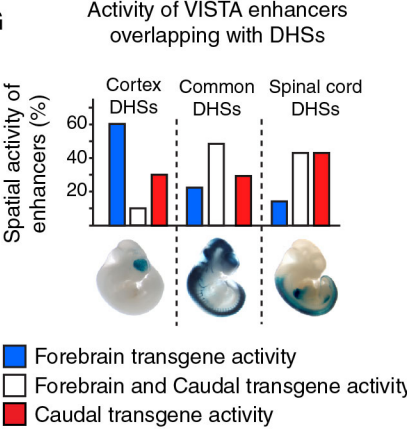 G
Activity of VISTA enhancers
overlapping with DHSs
Spatial activity of
enhancers (%)
Cortex
DHSs
Common
DHSs
Spinal cord
DHSs
60
40
20
Forebrain transgene activity
Forebrain and Caudal transgene activity
Caudal transgene activity